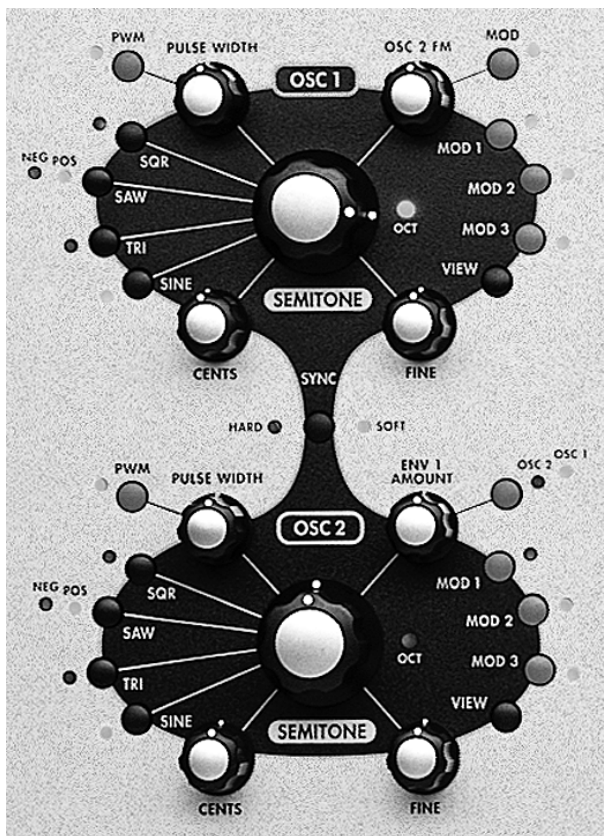 PWM
PULSE WIDTH
OSC 2 FM
MOD
OSC 1
SQR
MOD 1
NEG POS
SAW
MOD 2
TRI
MOD 3
OCT
SINE
VIEW
SEMITONE
CENTS
SYNC
FINE
HARD
SOFT
PWM
PULSE WIDTH
ENV 1
AMOUNT
OSC 2 OSC 1
OSC 2
SQR
MOD 1
NEG POS
SAW
MOD 2
TRI
OCT
MOD 3
SINE
VIEW
SEMITONE
CENTS
FINE